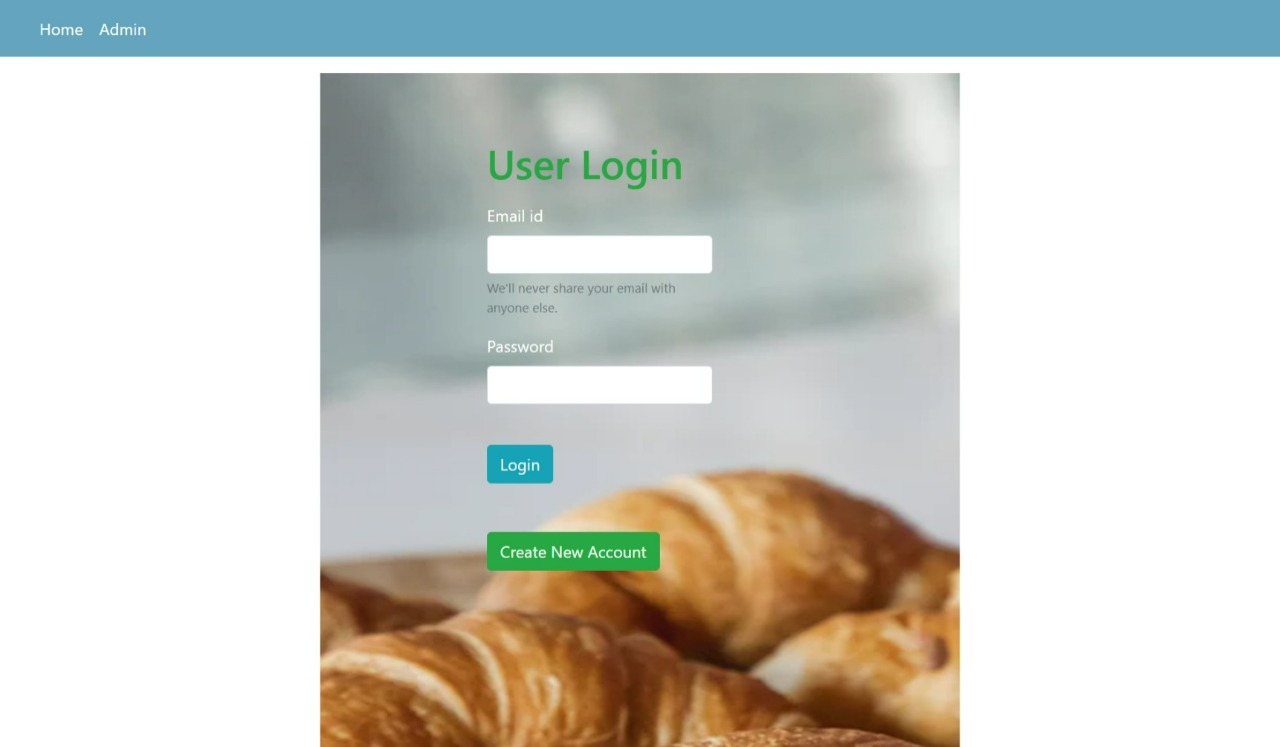 Home Admin
User Login
Email id
We'll never share your email with
anyone else.
Password
Login
Create New Account